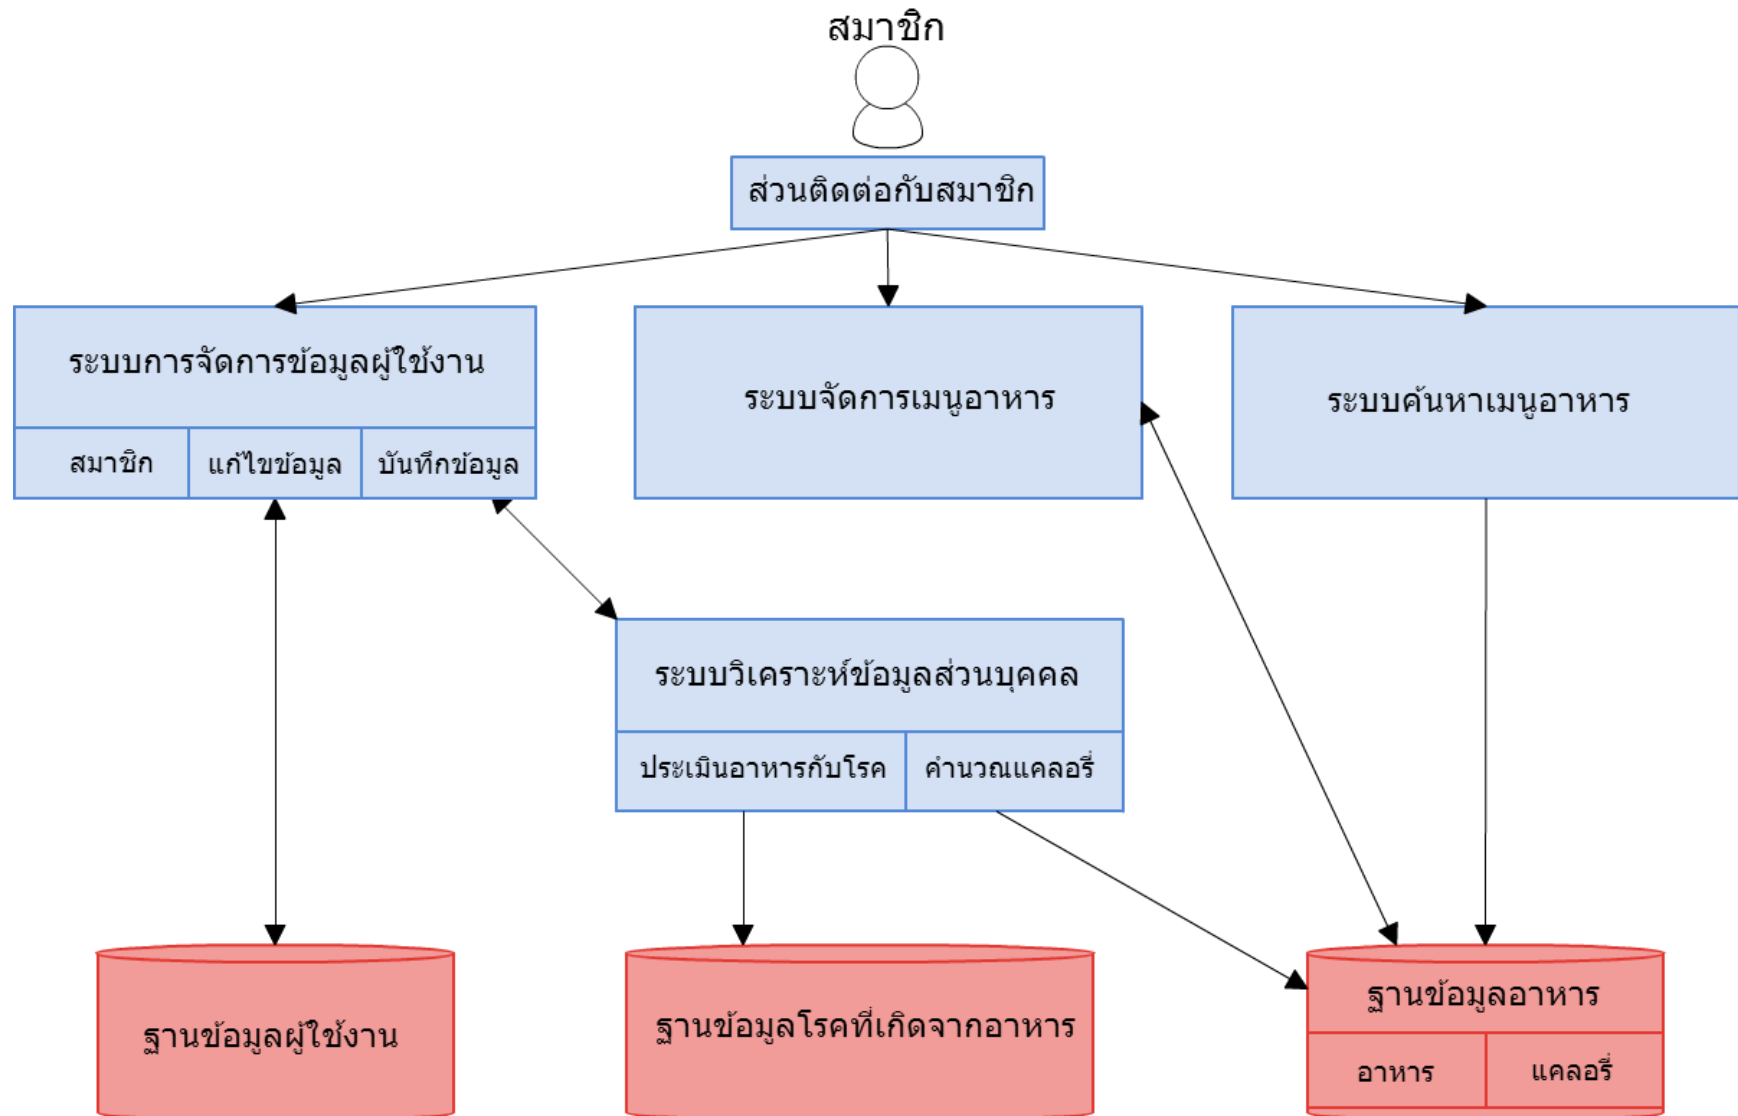 สมาชิก
ส่วนติดต่อกับสมาชิก
ระบบการจัดการข้อมูลผู้ใช้งาน
สมาชิก
แก้ไขข้อมูล
บันทึกข้อมูล
ระบบจัดการเมนูอาหาร
ระบบค้นหาเมนูอาหาร
ระบบวิเคราะห์ข้อมูลส่วนบุคคล
ประเมินอาหารกับโรค
คำนวณแคลอรี่
ฐานข้อมูลผู้ใช้งาน
ฐานข้อมูลโรคที่เกิดจากอาหาร
ฐานข้อมูลอาหาร
อาหาร
แคลอรี่